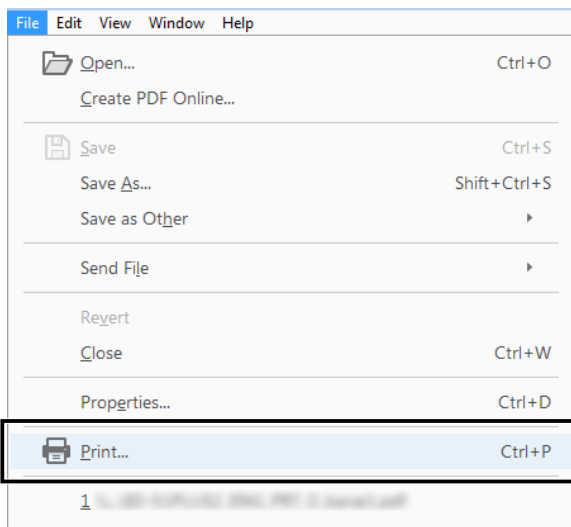 File Edit View Window Help
Open... Ctrl+O
Create PDF Online...
Save Ctrl+S
Save As... Shift+Ctrl+S
Save as Other
Send File
Revert
Close Ctrl+W
Properties... Ctrl+D
Print... Ctrl+P
1